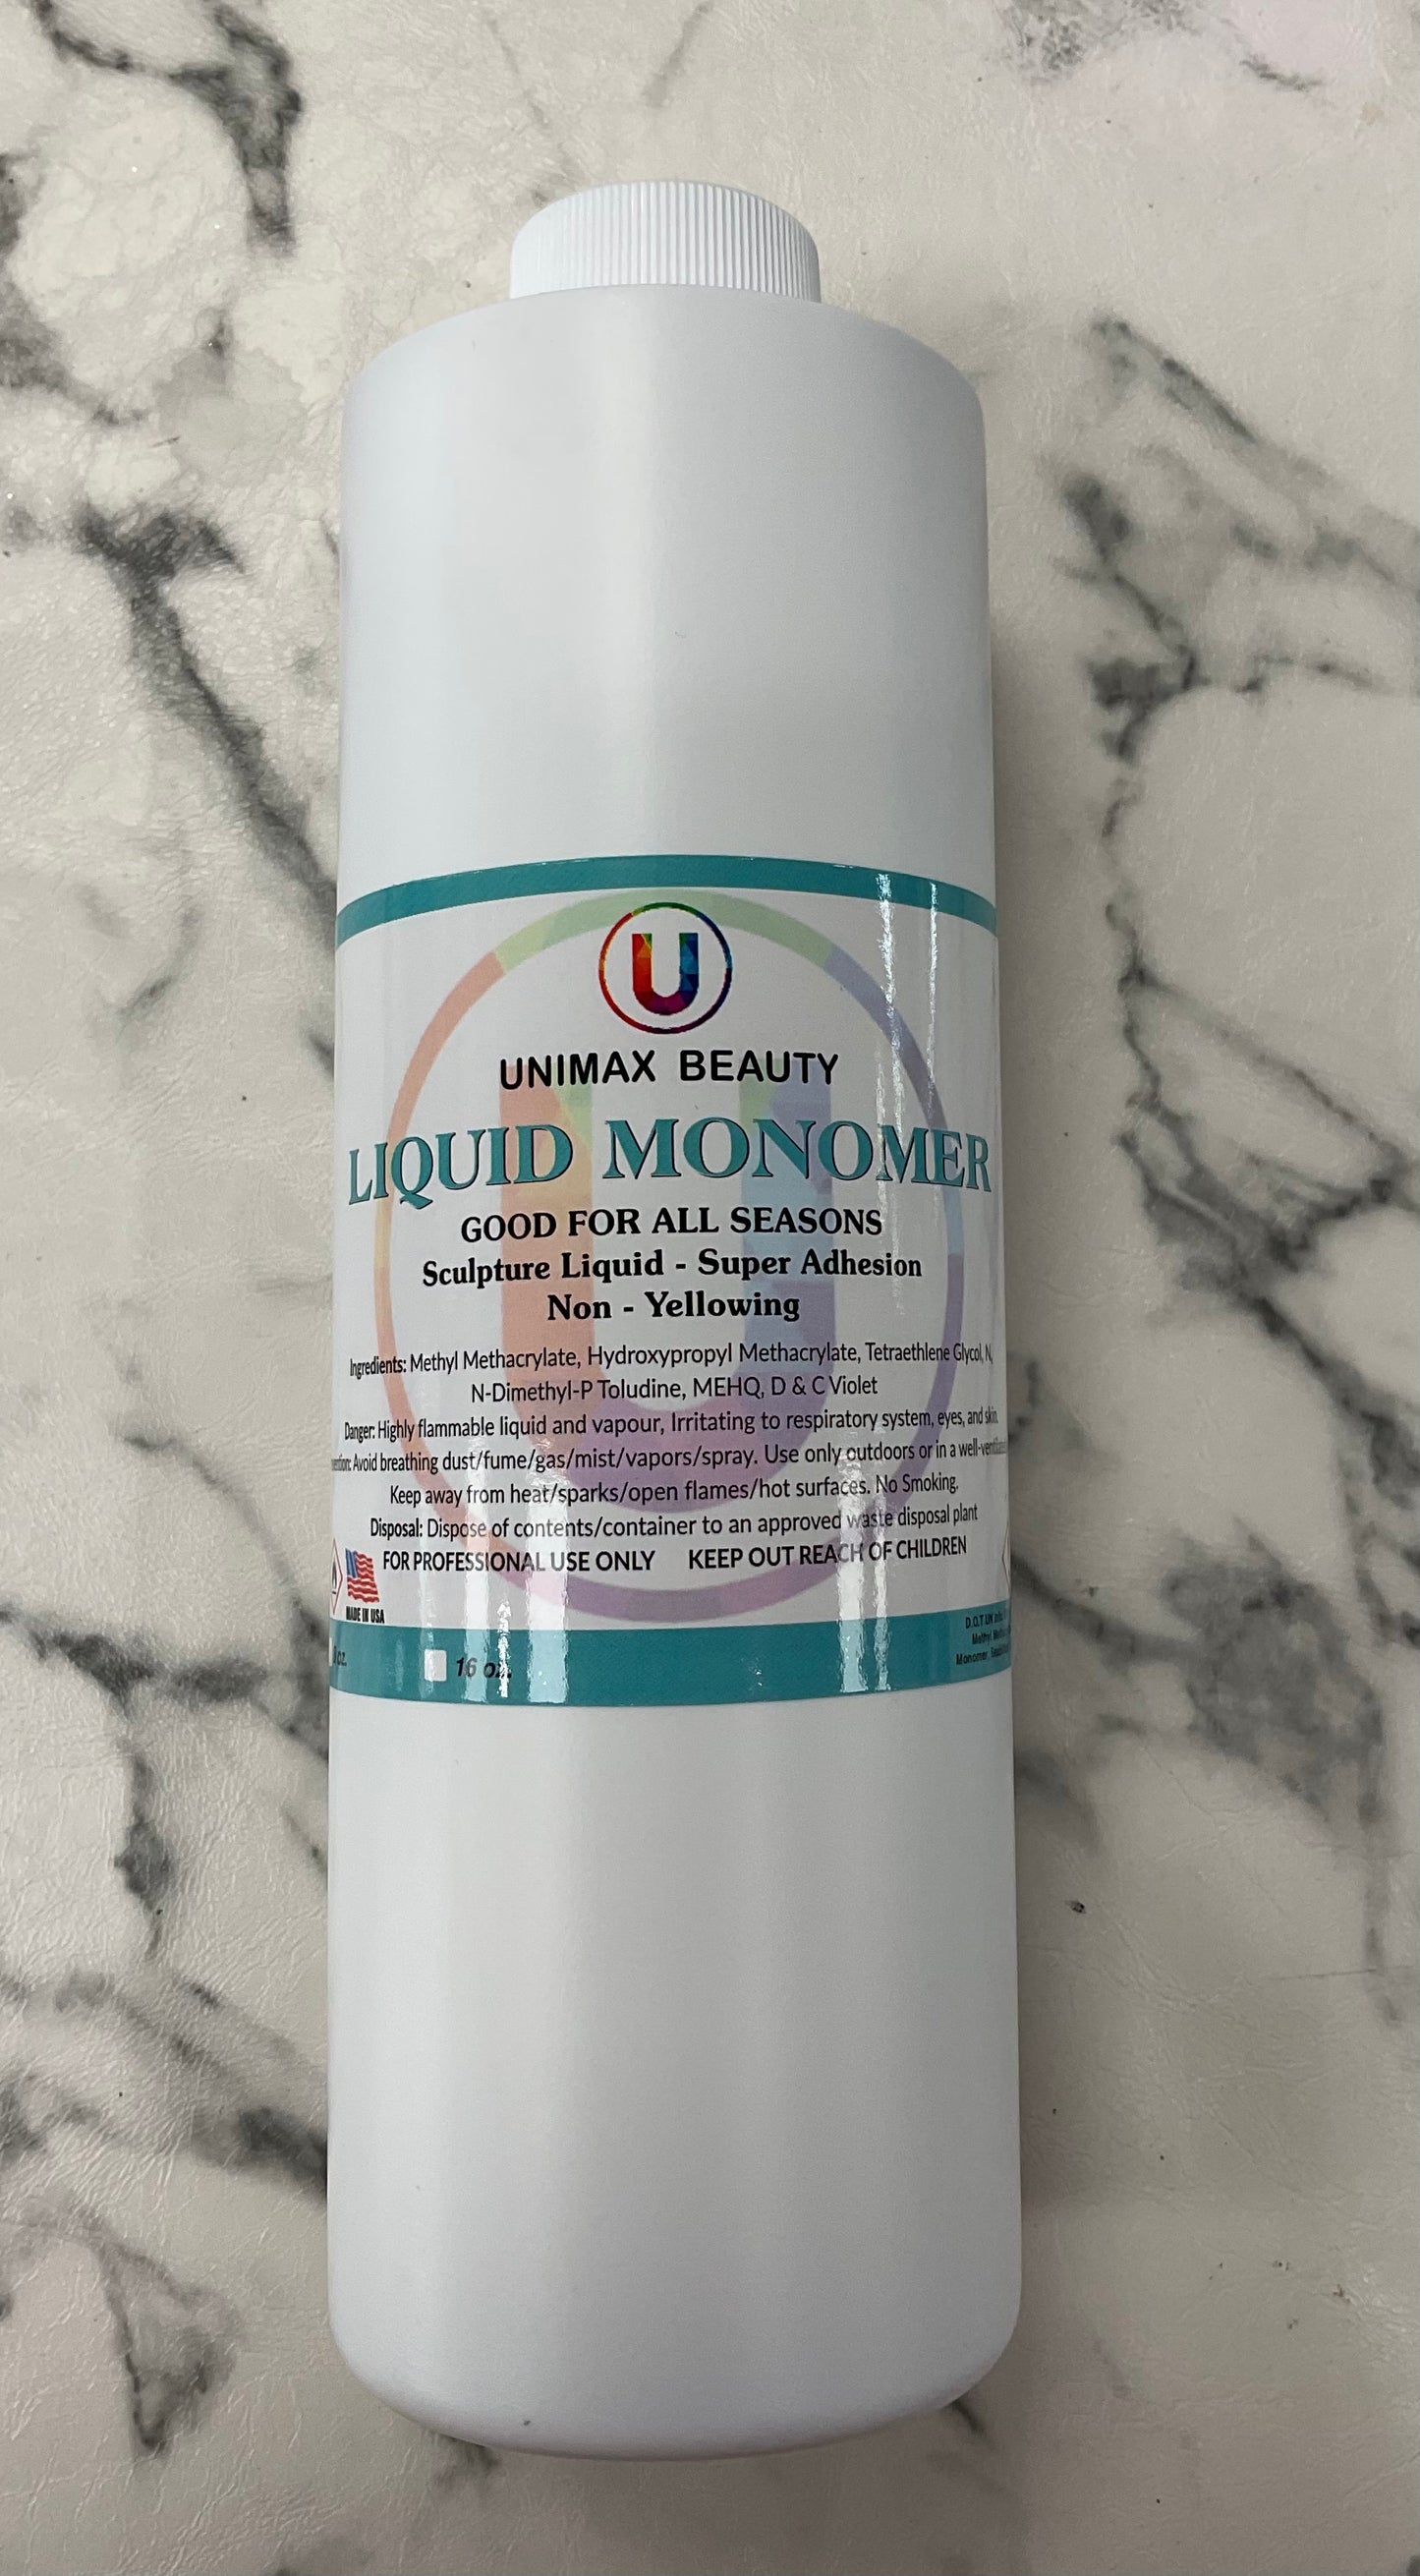 U
UNIMAX BEAUTY
LIQUID MONOMER
GOOD FOR ALL SEASONS
Sculpture Liquid - Super Adhesion
Non - Yellowing
Ingredients: Methyl Methacrylate, Hydroxypropyl Methacrylate, Tetraethlene Glycol, N,
N-Dimethyl-P Toludine, MEHQ, D & C Violet
Danger: Highly flammable liquid and vapour, Irritating to respiratory system, eyes, and skin.
Avoid breathing dust/fume/gas/mist/vapors/spray. Use only outdoors or in a
Keep away from heat/sparks/open flames/hot surfaces. No Smoking.
Disposal: Dispose of contents/container to an approved waste disposal plant
FOR PROFESSIONAL USE ONLY KEEP OUT REACH OF CHILDREN
MADE IN USA
oz.
16 oz.
D.O.T UN
Methyl
Monomer,